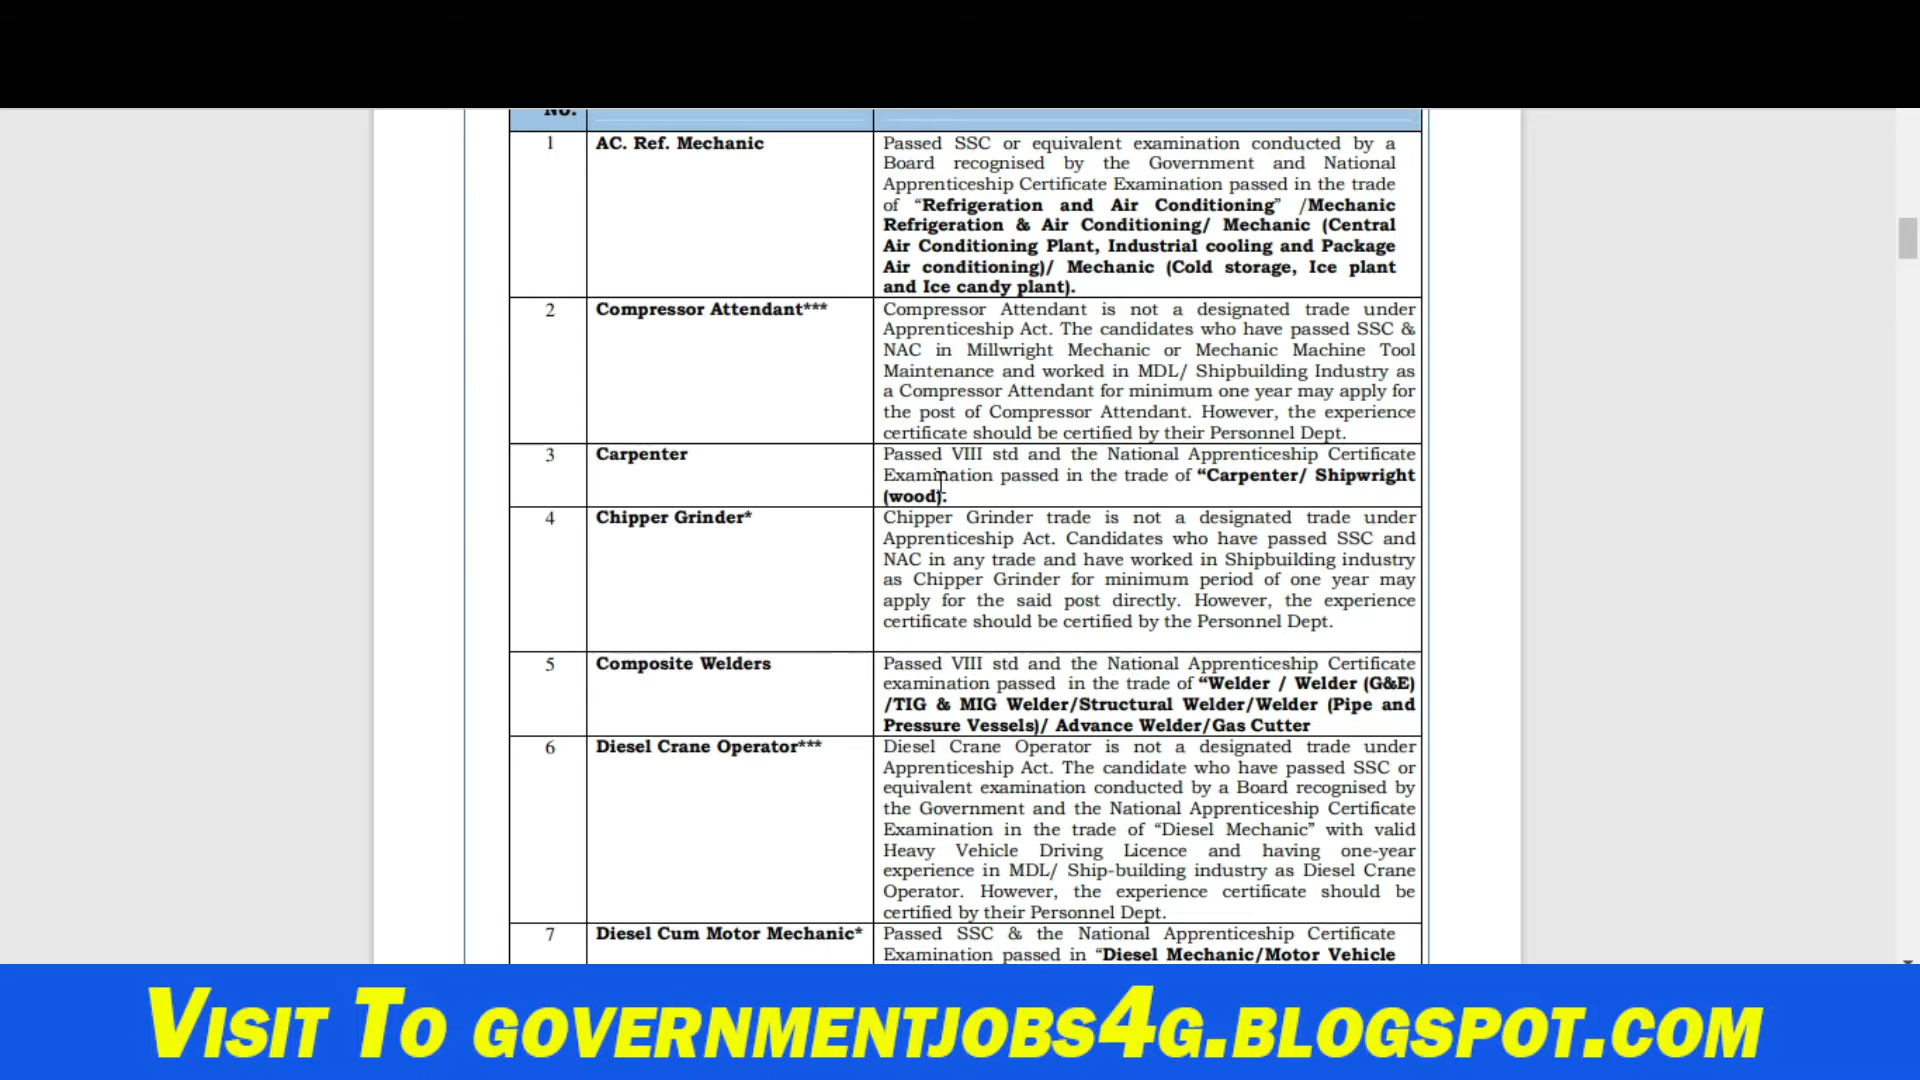 No.
1 AC. Ref. Mechanic Passed SSC or equivalent examination conducted by a
Board recognised by the Government and National
Apprenticeship Certificate Examination passed in the trade
of “Refrigeration and Air Conditioning” /Mechanic
Refrigeration & Air Conditioning/ Mechanic (Central
Air Conditioning Plant, Industrial cooling and Package
Air conditioning)/ Mechanic (Cold storage, Ice plant
and Ice candy plant).
2 Compressor Attendant*** Compressor Attendant is not a designated trade under
Apprenticeship Act. The candidates who have passed SSC &
NAC in Millwright Mechanic or Mechanic Machine Tool
Maintenance and worked in MDL/ Shipbuilding Industry as
a Compressor Attendant for minimum one year may apply for
the post of Compressor Attendant. However, the experience
certificate should be certified by their Personnel Dept.
3 Carpenter Passed VIII std and the National Apprenticeship Certificate
Examination passed in the trade of “Carpenter/ Shipwright
(wood).
4 Chipper Grinder* Chipper Grinder trade is not a designated trade under
Apprenticeship Act. Candidates who have passed SSC and
NAC in any trade and have worked in Shipbuilding industry
as Chipper Grinder for minimum period of one year may
apply for the said post directly. However, the experience
certificate should be certified by the Personnel Dept.
5 Composite Welders Passed VIII std and the National Apprenticeship Certificate
examination passed in the trade of “Welder / Welder (G&E)
/TIG & MIG Welder/Structural Welder/Welder (Pipe and
Pressure Vessels)/ Advance Welder/Gas Cutter
6 Diesel Crane Operator*** Diesel Crane Operator is not a designated trade under
Apprenticeship Act. The candidate who have passed SSC or
equivalent examination conducted by a Board recognised by
the Government and the National Apprenticeship Certificate
Examination in the trade of “Diesel Mechanic” with valid
Heavy Vehicle Driving Licence and having one-year
experience in MDL/ Ship-building industry as Diesel Crane
Operator. However, the experience certificate should be
certified by their Personnel Dept.
7 Diesel Cum Motor Mechanic* Passed SSC & the National Apprenticeship Certificate
Examination passed in “Diesel Mechanic/Motor Vehicle
Visit To governmentjobs4g.blogspot.com